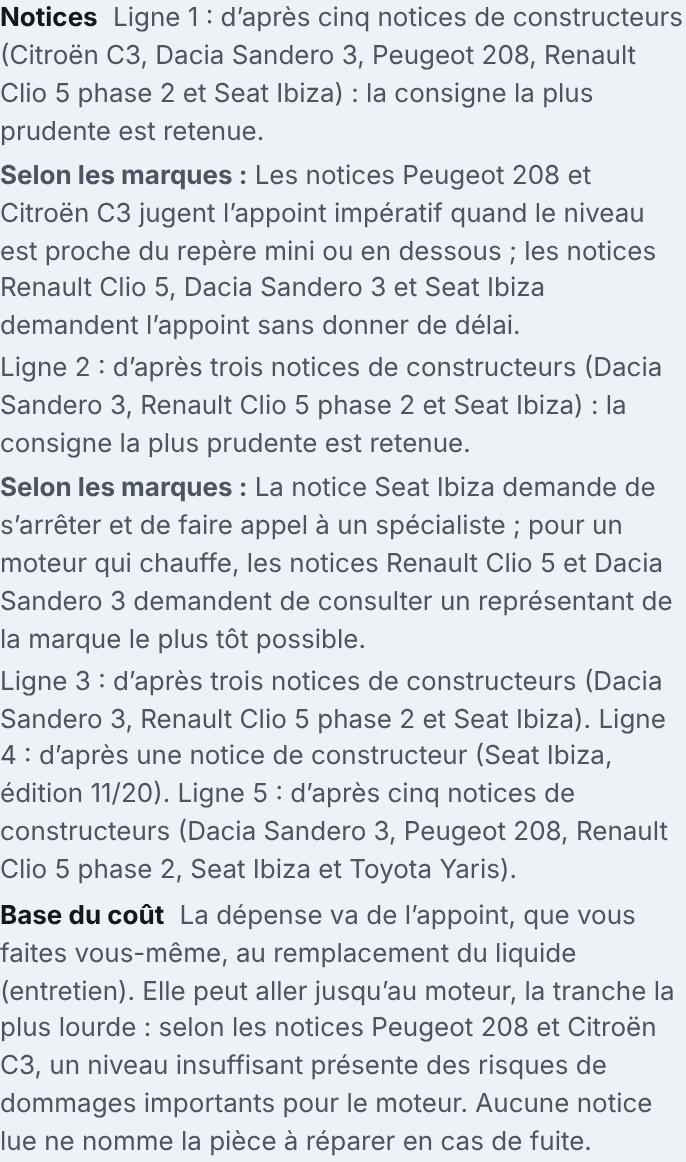 Notices Ligne 1 : d’après cinq notices de constructeurs
(Citroën C3, Dacia Sandero 3, Peugeot 208, Renault
Clio 5 phase 2 et Seat Ibiza) : la consigne la plus
prudente est retenue.
Selon les marques : Les notices Peugeot 208 et
Citroën C3 jugent l’appoint impératif quand le niveau
est proche du repère mini ou en dessous ; les notices
Renault Clio 5, Dacia Sandero 3 et Seat Ibiza
demandent l’appoint sans donner de délai.
Ligne 2 : d’après trois notices de constructeurs (Dacia
Sandero 3, Renault Clio 5 phase 2 et Seat Ibiza) : la
consigne la plus prudente est retenue.
Selon les marques : La notice Seat Ibiza demande de
s’arrêter et de faire appel à un spécialiste ; pour un
moteur qui chauffe, les notices Renault Clio 5 et Dacia
Sandero 3 demandent de consulter un représentant de
la marque le plus tôt possible.
Ligne 3 : d’après trois notices de constructeurs (Dacia
Sandero 3, Renault Clio 5 phase 2 et Seat Ibiza). Ligne
4 : d’après une notice de constructeur (Seat Ibiza,
édition 11/20). Ligne 5 : d’après cinq notices de
constructeurs (Dacia Sandero 3, Peugeot 208, Renault
Clio 5 phase 2, Seat Ibiza et Toyota Yaris).
Base du coût La dépense va de l’appoint, que vous
faites vous-même, au remplacement du liquide
(entretien). Elle peut aller jusqu’au moteur, la tranche la
plus lourde : selon les notices Peugeot 208 et Citroën
C3, un niveau insuffisant présente des risques de
dommages importants pour le moteur. Aucune notice
lue ne nomme la pièce à réparer en cas de fuite.